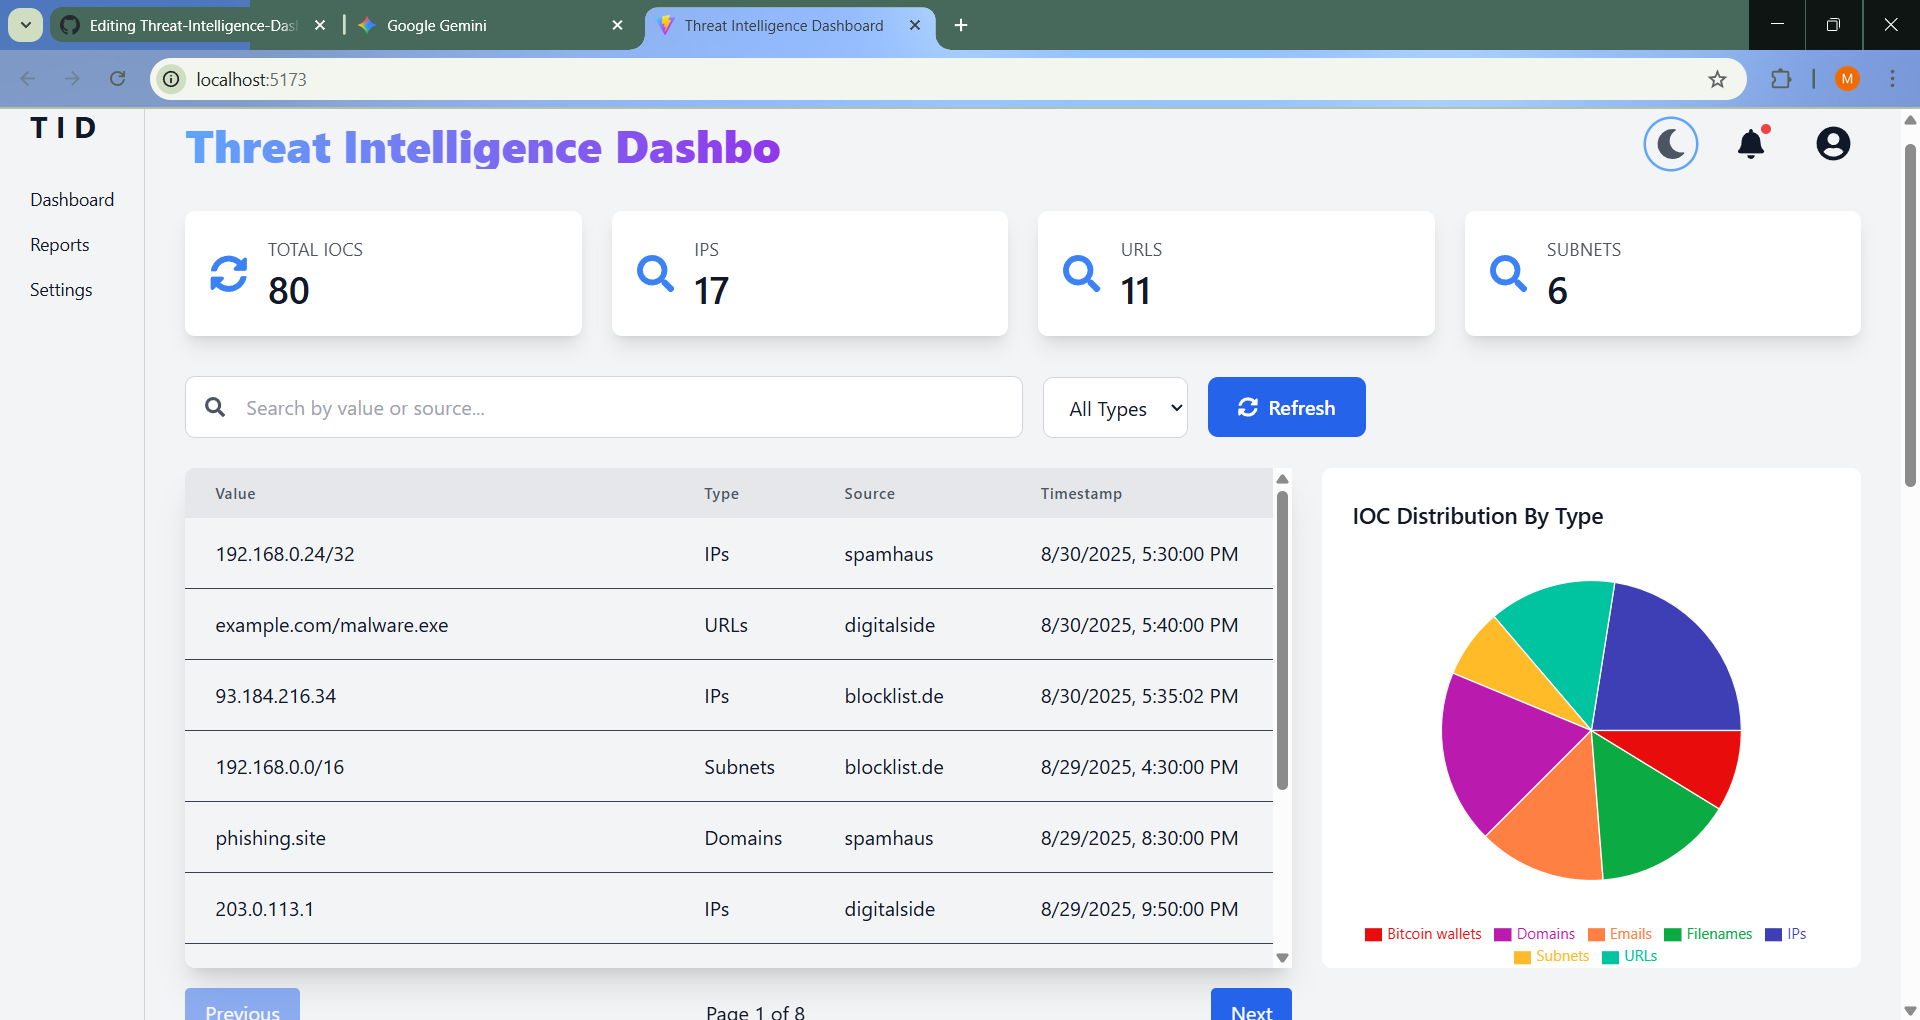 Editing Threat-Intelligence-Das
Google Gemini
Threat Intelligence Dashboard
localhost:5173
M
TID
Threat Intelligence Dashbo
Dashboard
Reports
Settings
TOTAL IOCS
80
IPS
17
URLS
11
SUBNETS
6
Search by value or source...
All Types
Refresh
Value Type Source Timestamp
192.168.0.24/32 IPs spamhaus 8/30/2025, 5:30:00 PM
example.com/malware.exe URLs digitalside 8/30/2025, 5:40:00 PM
93.184.216.34 IPs blocklist.de 8/30/2025, 5:35:02 PM
192.168.0.0/16 Subnets blocklist.de 8/29/2025, 4:30:00 PM
phishing.site Domains spamhaus 8/29/2025, 8:30:00 PM
203.0.113.1 IPs digitalside 8/29/2025, 9:50:00 PM
IOC Distribution By Type
Bitcoin wallets Domains Emails Filenames IPs
Subnets URLs
Previous Page 1 of 8 Next